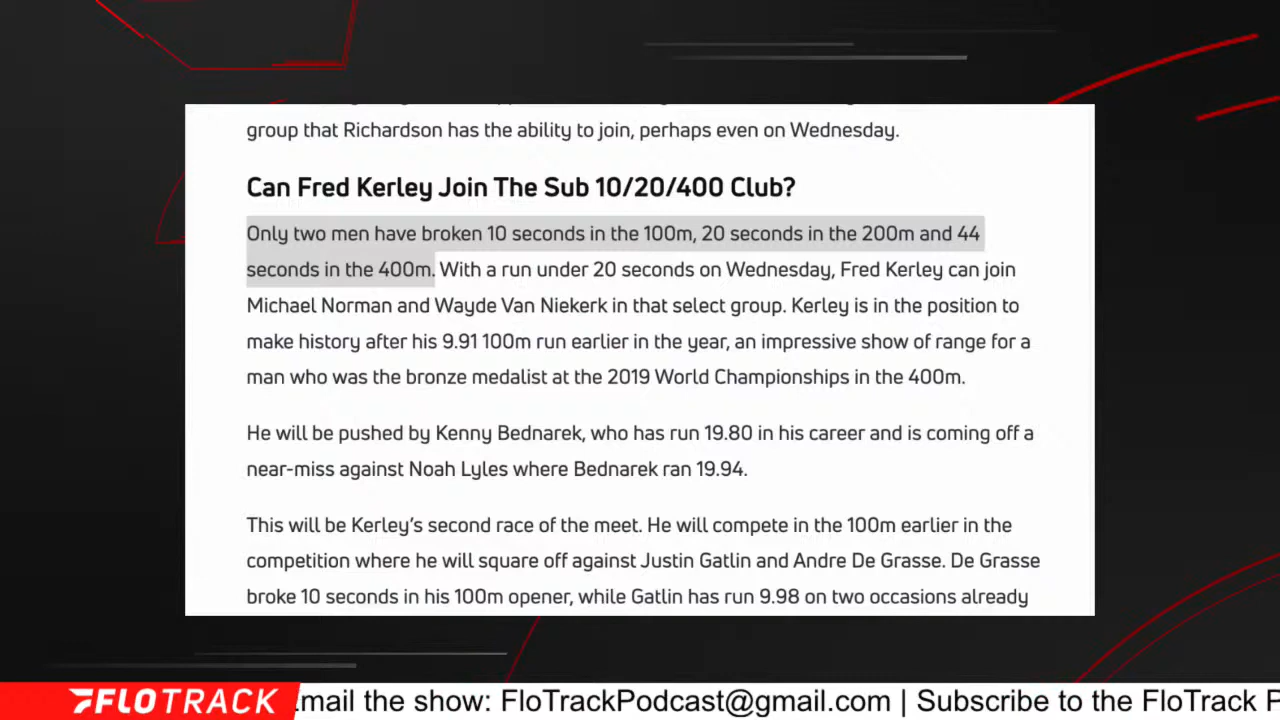 group that Richardson has the ability to join, perhaps even on Wednesday.
Can Fred Kerley Join The Sub 10/20/400 Club?
Only two men have broken 10 seconds in the 100m, 20 seconds in the 200m and 44
seconds in the 400m. With a run under 20 seconds on Wednesday, Fred Kerley can join
Michael Norman and Wayde Van Niekerk in that select group. Kerley is in the position to
make history after his 9.91 100m run earlier in the year, an impressive show of range for a
man who was the bronze medalist at the 2019 World Championships in the 400m.
He will be pushed by Kenny Bednarek, who has run 19.80 in his career and is coming off a
near-miss against Noah Lyles where Bednarek ran 19.94.
This will be Kerley's second race of the meet. He will compete in the 100m earlier in the
competition where he will square off against Justin Gatlin and Andre De Grasse. De Grasse
broke 10 seconds in his 100m opener, while Gatlin has run 9.98 on two occasions already
FLOTRACK
mail the show: FloTrackPodcast@gmail.com | Subscribe to the FloTrack P